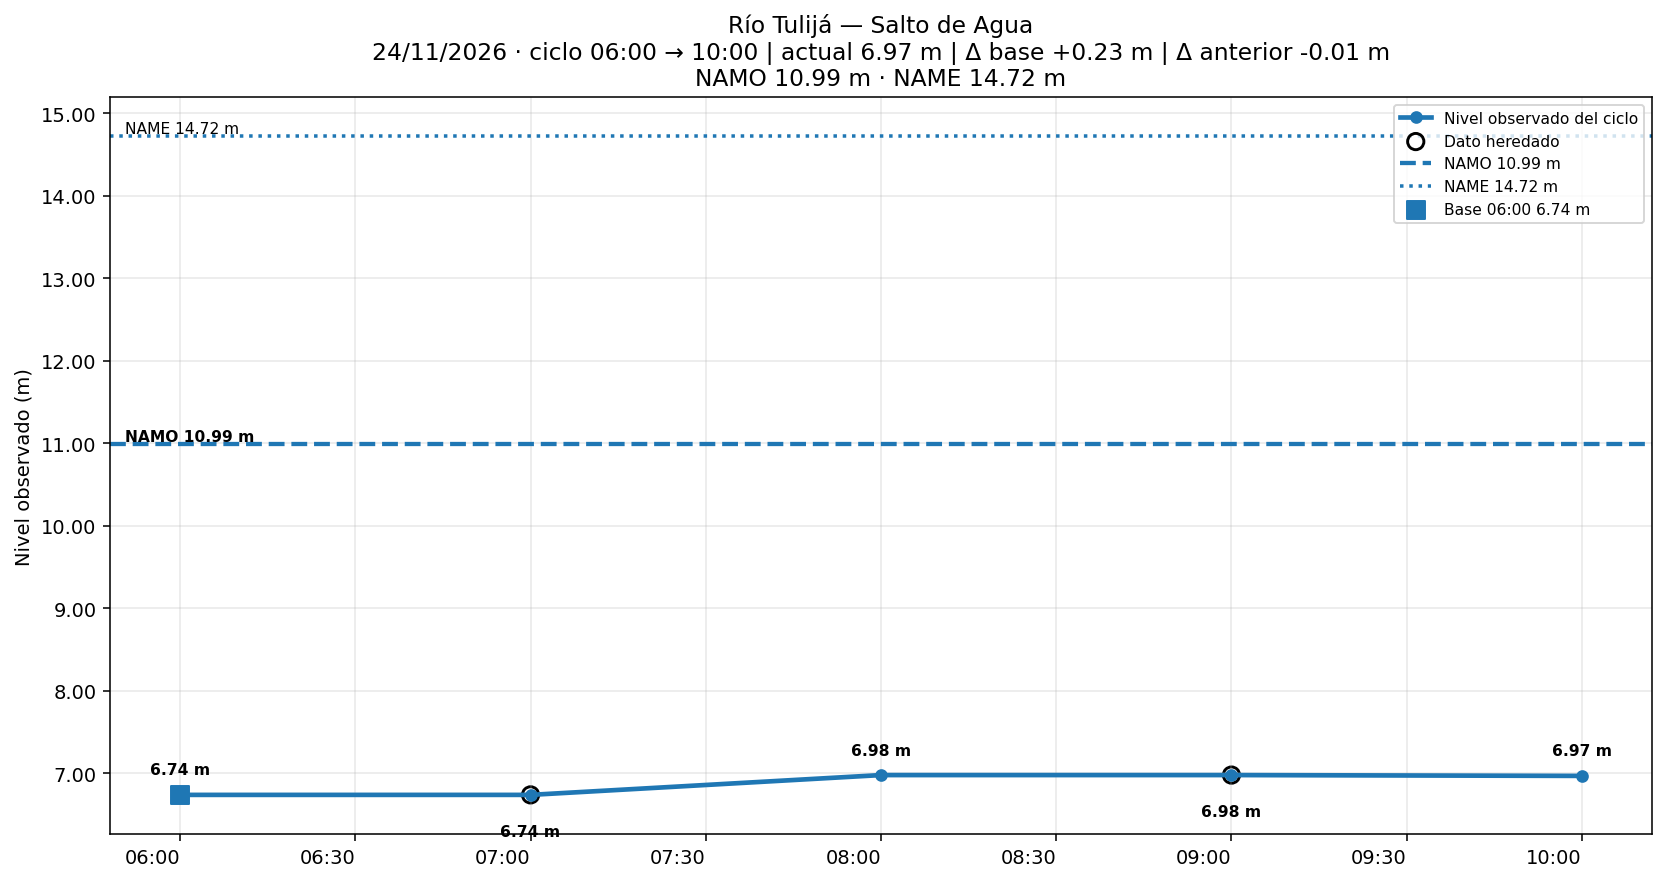 Río Tulijá — Salto de Agua
24/11/2026 · ciclo 06:00 → 10:00 | actual 6.97 m | Δ base +0.23 m | Δ anterior -0.01 m
NAMO 10.99 m · NAME 14.72 m
Nivel observado (m)
15.00
14.00
13.00
12.00
11.00
10.00
9.00
8.00
7.00
NAME 14.72 m
NAMO 10.99 m
Nivel observado del ciclo
Dato heredado
NAMO 10.99 m
NAME 14.72 m
Base 06:00 6.74 m
6.74 m
6.74 m
6.98 m
6.98 m
6.97 m
06:00
06:30
07:00
07:30
08:00
08:30
09:00
09:30
10:00